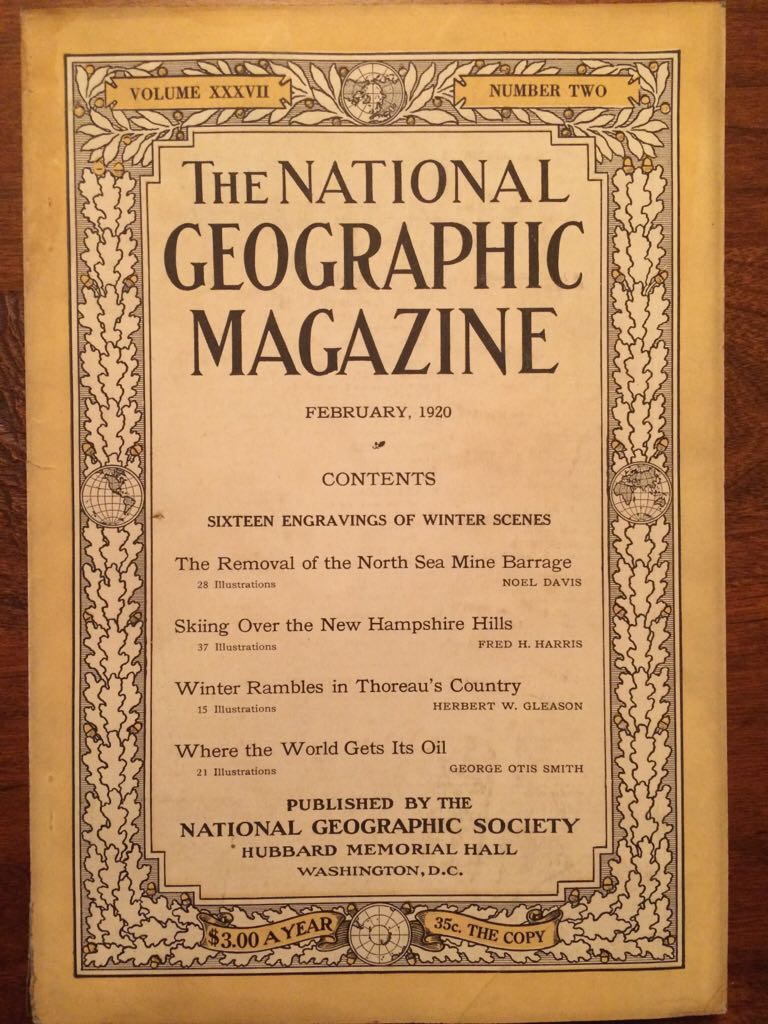 VOLUME XXXVII NUMBER TWO
THE NATIONAL
GEOGRAPHIC
MAGAZINE
FEBRUARY, 1920
CONTENTS
SIXTEEN ENGRAVINGS OF WINTER SCENES
The Removal of the North Sea Mine Barrage
28 Illustrations NOEL DAVIS
Skiing Over the New Hampshire Hills
37 Illustrations FRED H. HARRIS
Winter Rambles in Thoreau's Country
15 Illustrations HERBERT W. GLEASON
Where the World Gets Its Oil
21 Illustrations GEORGE OTIS SMITH
PUBLISHED BY THE
NATIONAL GEOGRAPHIC SOCIETY
HUBBARD MEMORIAL HALL
WASHINGTON, D.C.
$3.00 A YEAR 35c. THE COPY